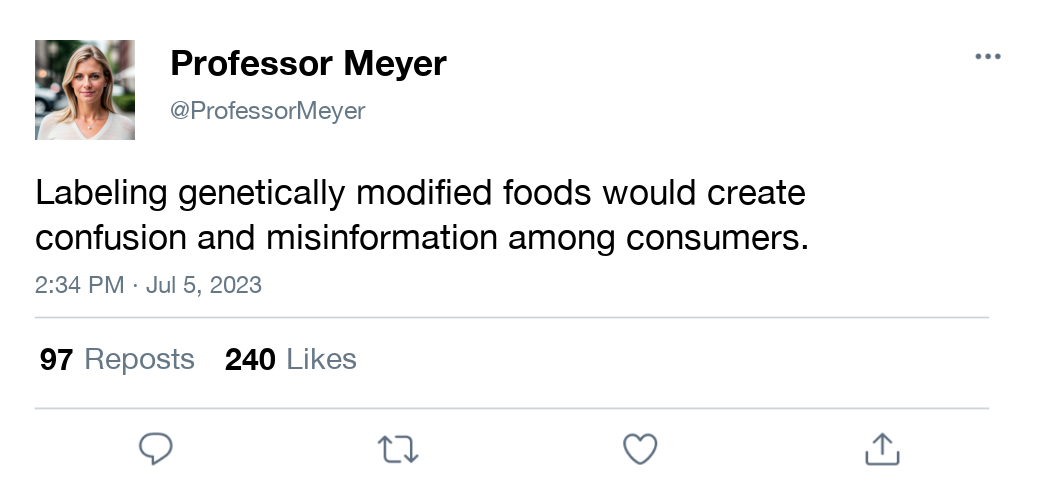 Professor Meyer
@ProfessorMeyer
Labeling genetically modified foods would create
confusion and misinformation among consumers.
2:34 PM · Jul 5, 2023
97 Reposts 240 Likes